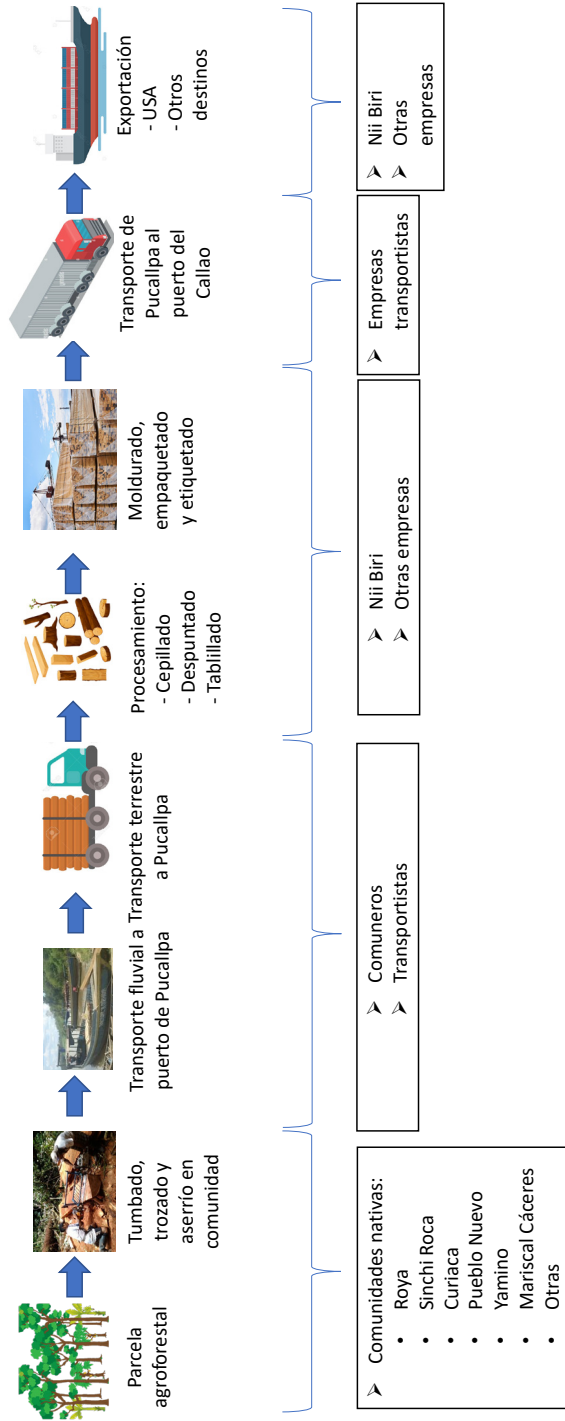 Parcela
agroforestal
Tumbado,
trozado y
aserrío en
comunidad
Transporte fluvial a
puerto de Pucallpa
Transporte terrestre
a Pucallpa
Procesamiento:
- Cepillado
- Despuntado
- Tablillado
Moldurado,
empaquetado
y etiquetado
Transporte de
Pucallpa al
puerto del
Callao
Exportación
- USA
- Otros
destinos
➢ Comunidades nativas:
• Roya
• Sinchi Roca
• Curiaca
• Pueblo Nuevo
• Yamino
• Mariscal Cáceres
• Otras
➢ Comuneros
➢ Transportistas
➢ Nii Biri
➢ Otras empresas
➢ Empresas
transportistas
➢ Nii Biri
➢ Otras
empresas